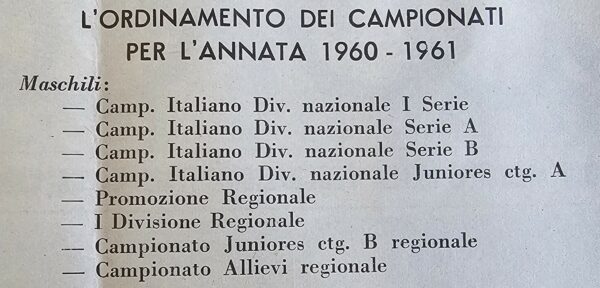 L'ORDINAMENTO DEI CAMPIONATI
PER L'ANNATA 1960 - 1961
Maschili:
— Camp. Italiano Div. nazionale I Serie
— Camp. Italiano Div. nazionale Serie A
— Camp. Italiano Div. nazionale Serie B
— Camp. Italiano Div. nazionale Juniores ctg. A
— Promozione Regionale
— I Divisione Regionale
— Campionato Juniores ctg. B regionale
— Campionato Allievi regionale